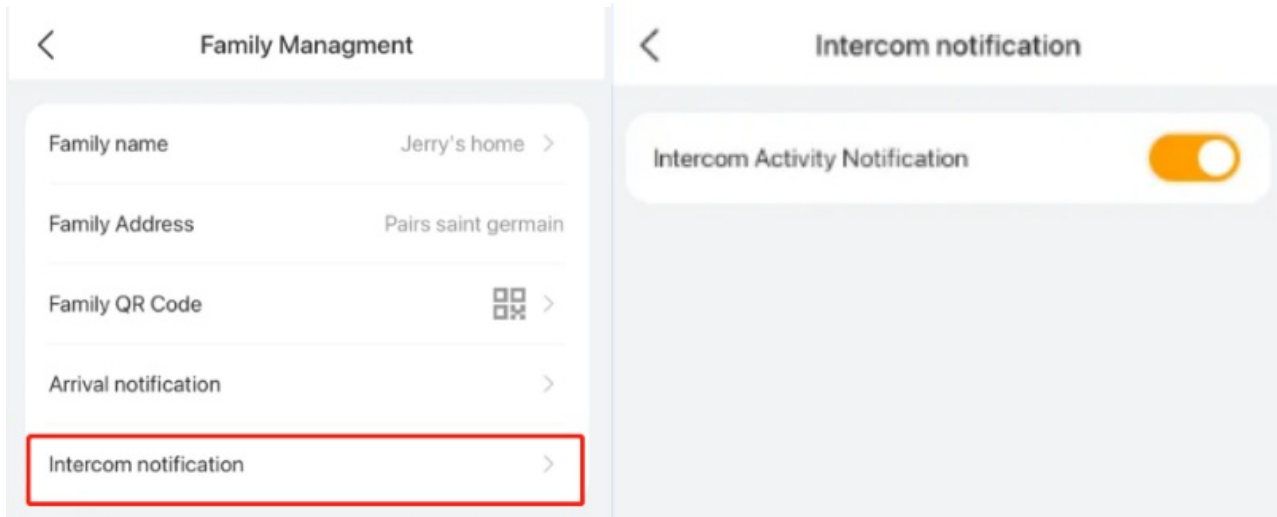 Family Managment
Family name
Jerry's home
Family Address
Pairs saint germain
Family QR Code
Arrival notification
Intercom notification
Intercom notification
Intercom Activity Notification